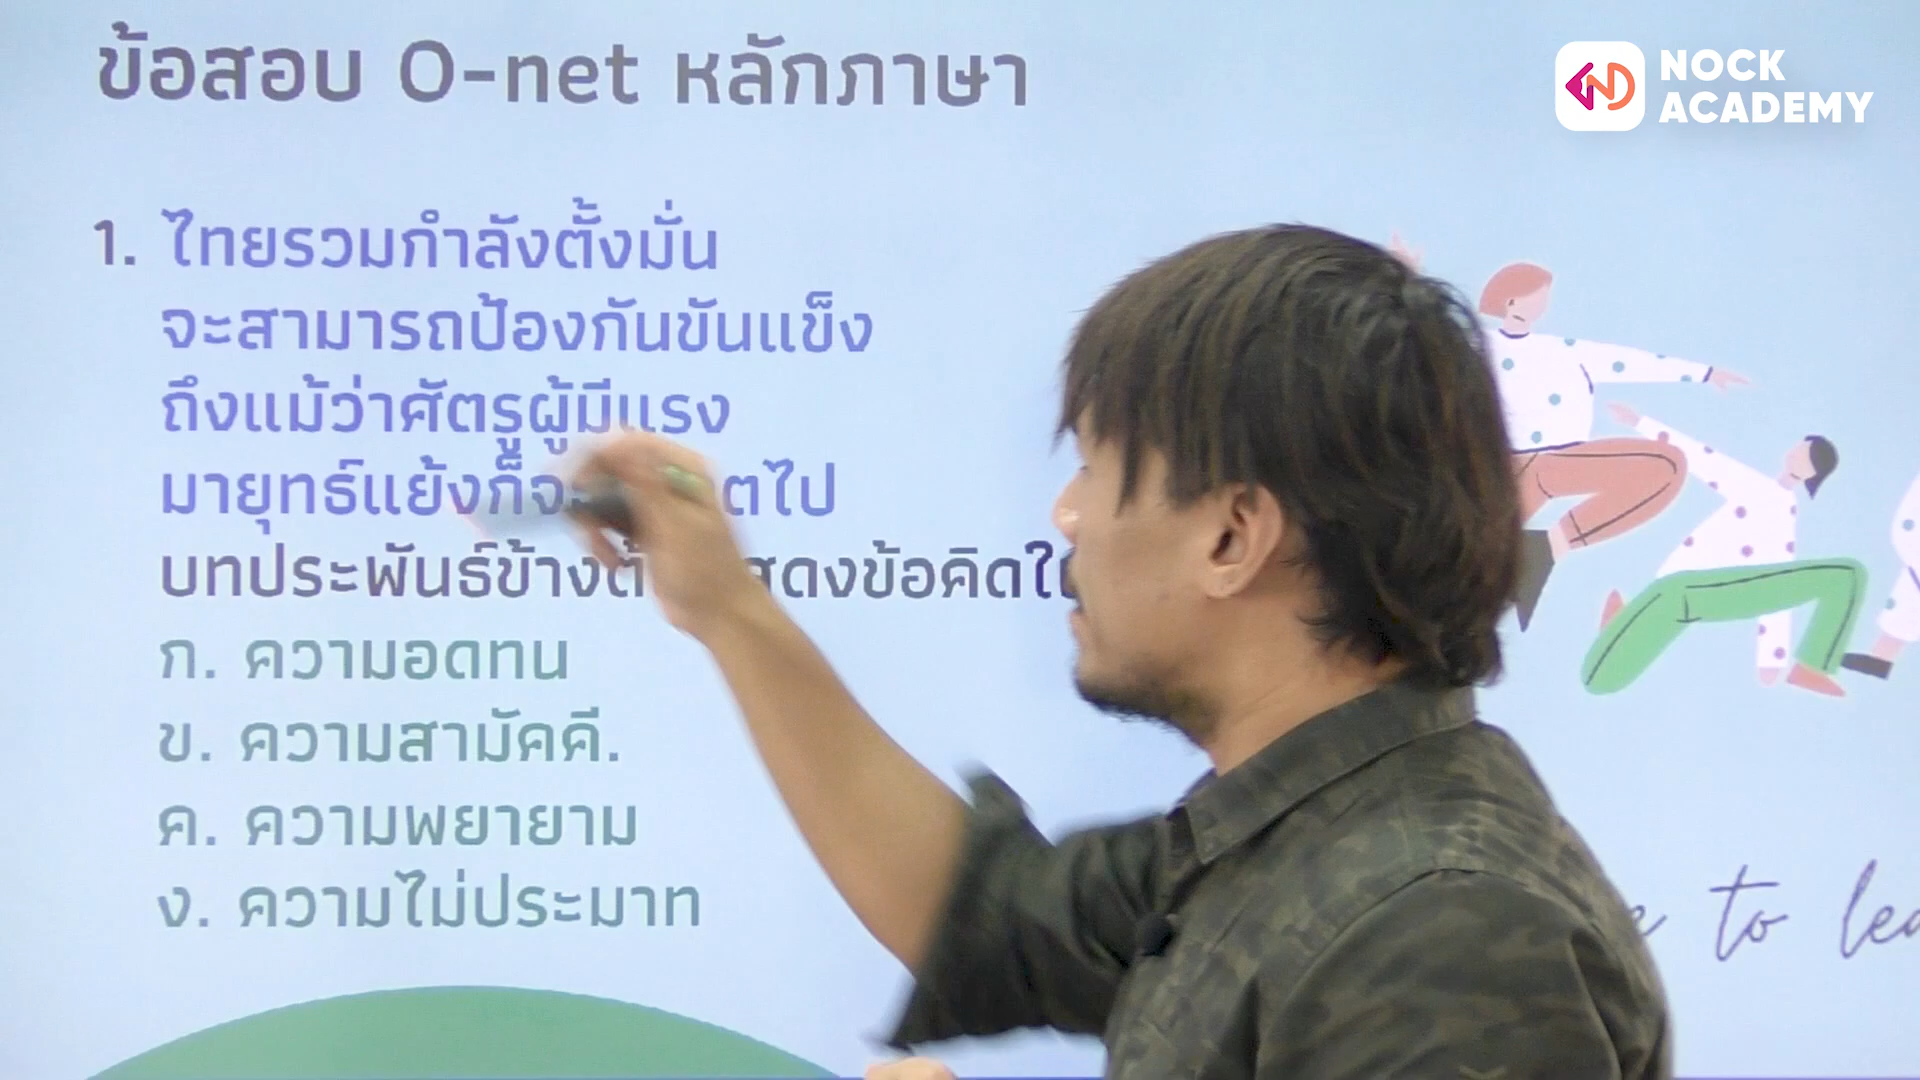 ข้อสอบ O-net หลักภาษา
NOCK
ACADEMY
1. ไทยรวมกำลังตั้งมั่น
จะสามารถป้องกันขันแข็ง
ถึงแม้ว่าศัตรูผู้มีแรง
มายุทธ์แย้งก็จะ ตไป
บทประพันธ์ข้างต้ สดงข้อคิดใ
ก. ความอดทน
ข. ความสามัคคี.
ค. ความพยายาม
ง. ความไม่ประมาท
to lea